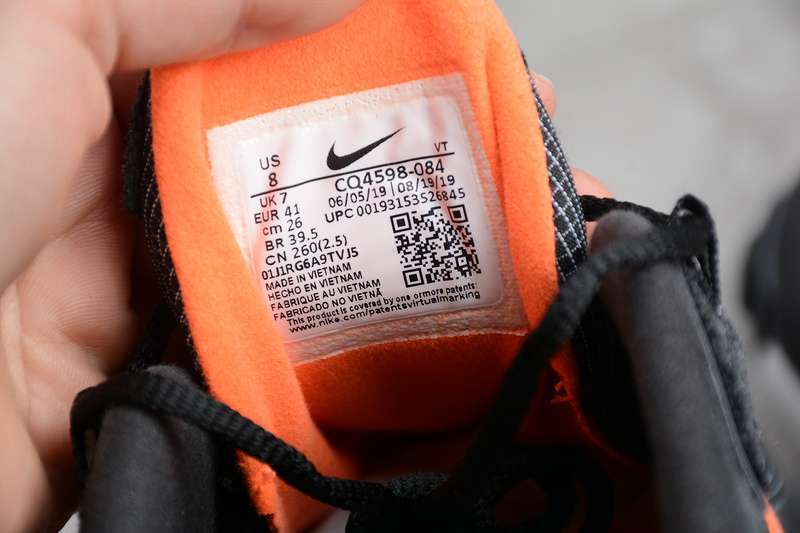 US VT
8 CQ4598-084
UK 7 06/05/19 | 08/19/19
EUR 41 UPC 00193153526845
cm 26
BR 39.5
CN 260(2.5)
01J1RG6A9TVJ5
MADE IN VIETNAM
HECHO EN VIETNAM
FABRIQUE AU VIETNAM
FABRICADO NO VIETNÃ
This product is covered by one or more patents:
www.nike.com/patentsvirtualmarking